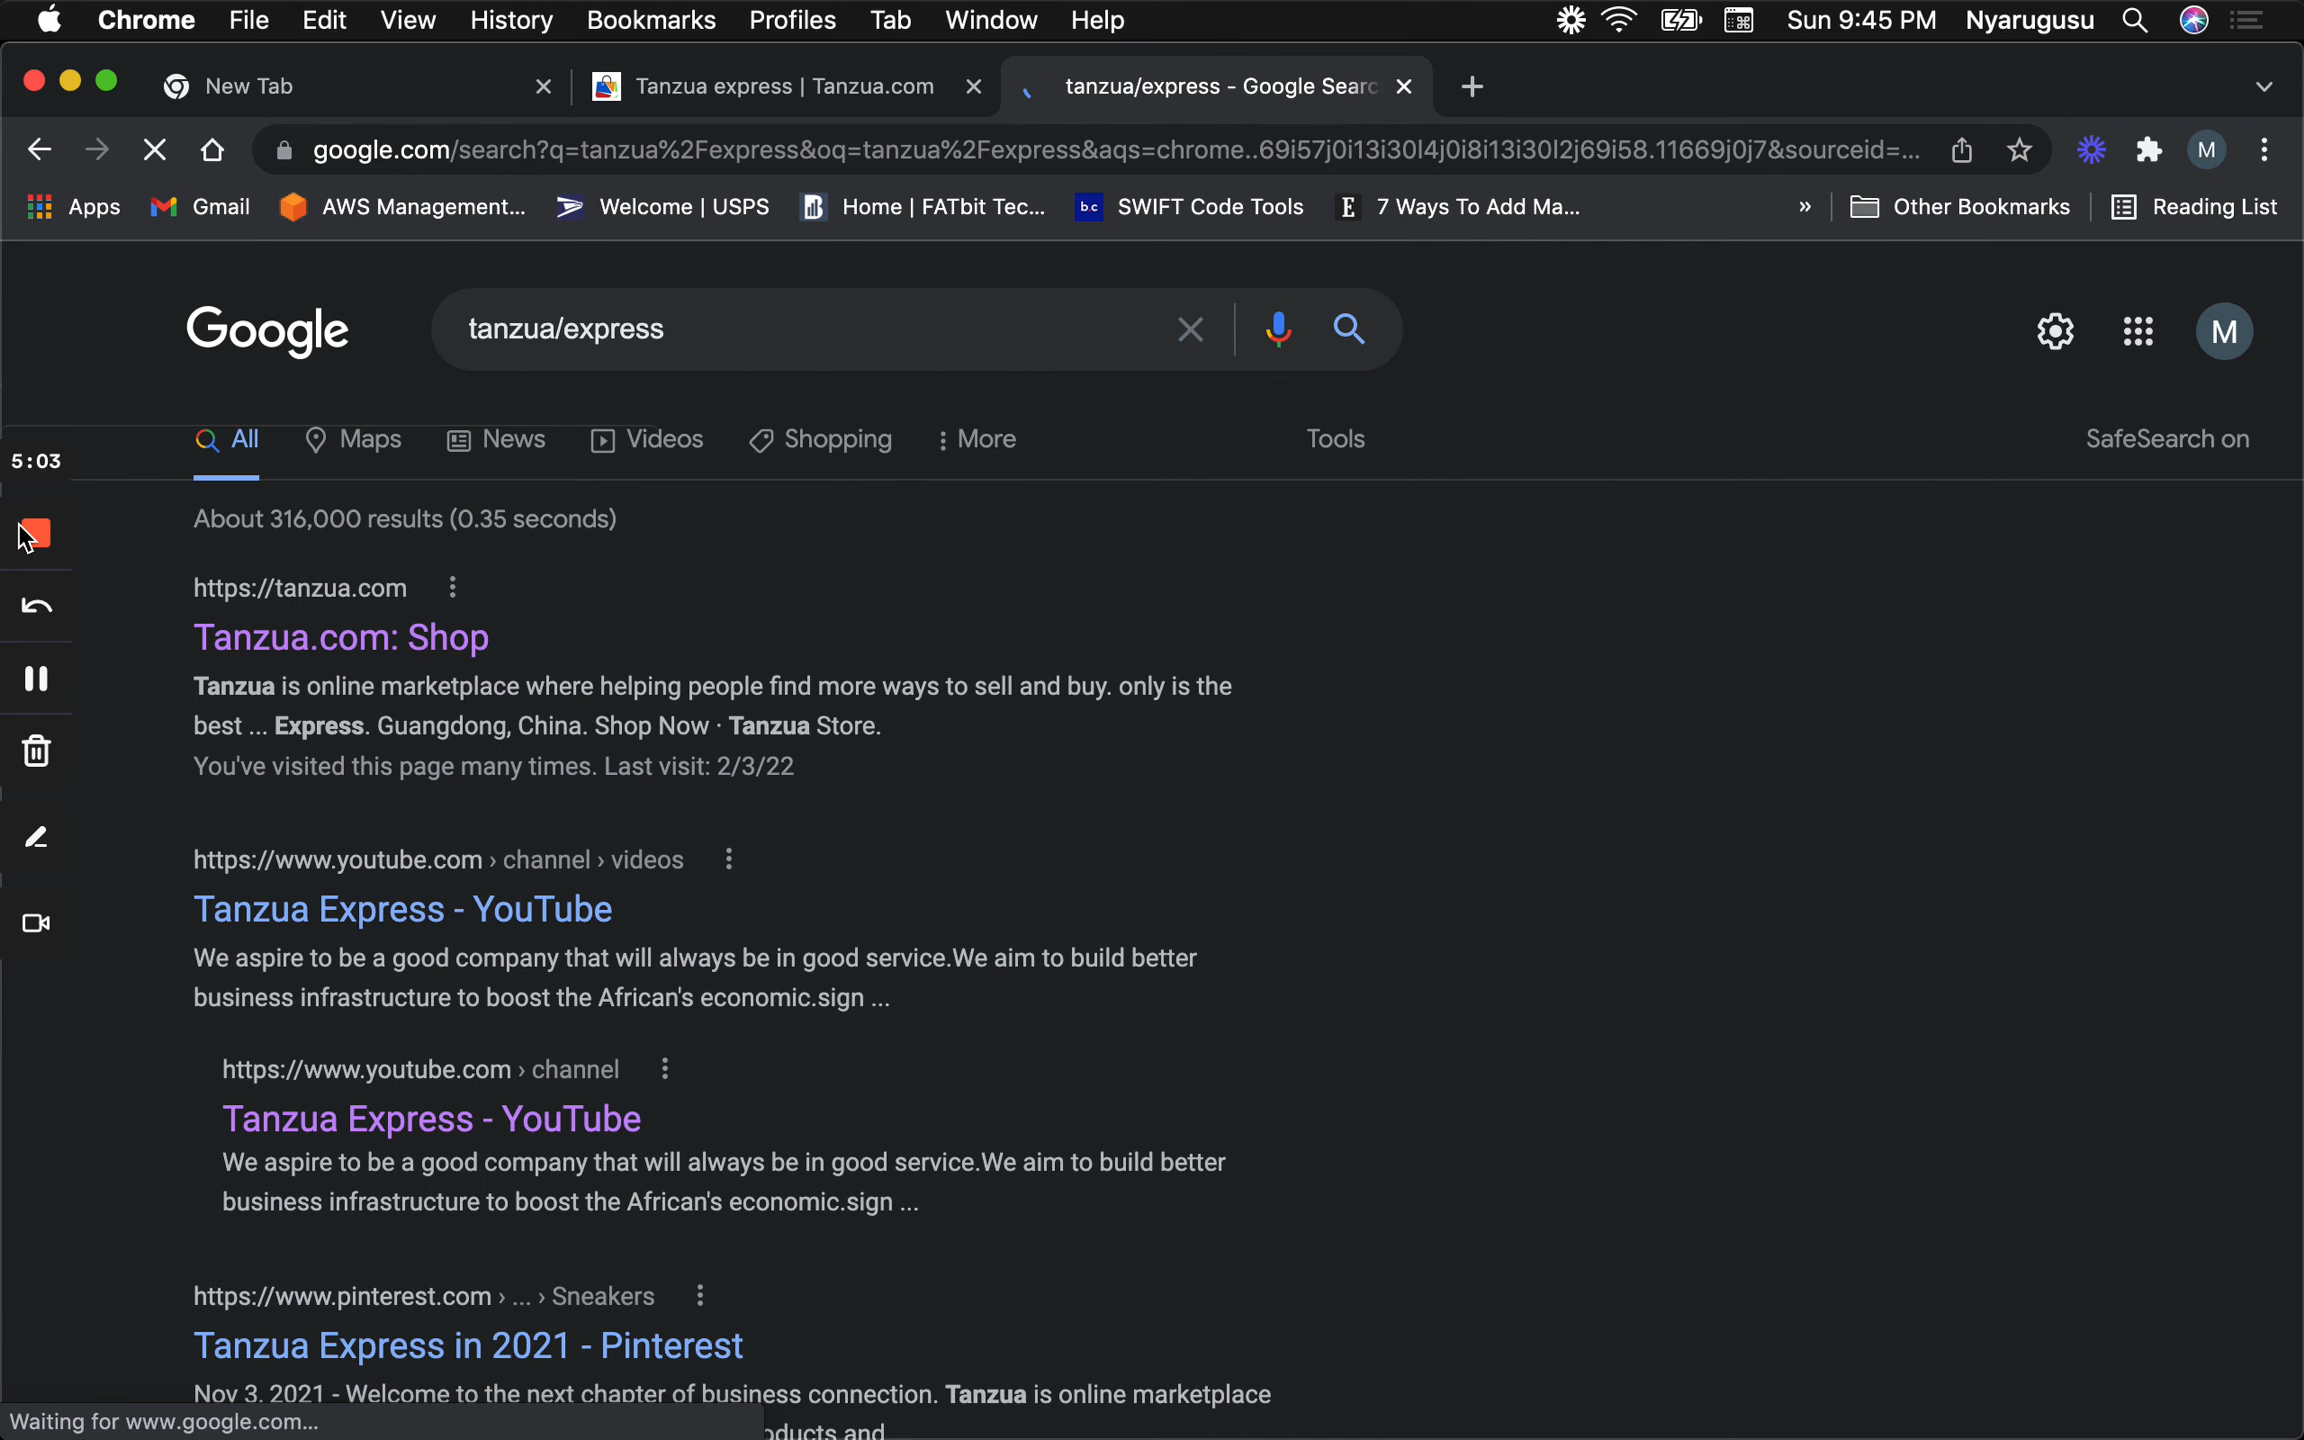 Chrome File Edit View History Bookmarks Profiles Tab Window Help Sun 9:45 PM Nyarugusu
New Tab Tanzua express | Tanzua.com tanzua/express - Google Searc
google.com/search?q=tanzua%2Fexpress&oq=tanzua%2Fexpress&aqs=chrome..69i57j0i13i30l4j0i8i13i30l2j69i58.11669j0j7&sourceid=... M
Apps Gmail AWS Management... Welcome | USPS Home | FATbit Tec... b.c SWIFT Code Tools E 7 Ways To Add Ma... » Other Bookmarks Reading List
Google tanzua/express M
All Maps News Videos Shopping More Tools SafeSearch on
5:03
About 316,000 results (0.35 seconds)
https://tanzua.com
Tanzua.com: Shop
Tanzua is online marketplace where helping people find more ways to sell and buy. only is the
best ... Express. Guangdong, China. Shop Now · Tanzua Store.
You've visited this page many times. Last visit: 2/3/22
https://www.youtube.com › channel › videos
Tanzua Express - YouTube
We aspire to be a good company that will always be in good service.We aim to build better
business infrastructure to boost the African's economic.sign ...
https://www.youtube.com › channel
Tanzua Express - YouTube
We aspire to be a good company that will always be in good service.We aim to build better
business infrastructure to boost the African's economic.sign ...
https://www.pinterest.com › ... › Sneakers
Tanzua Express in 2021 - Pinterest
Nov 3, 2021 - Welcome to the next chapter of business connection. Tanzua is online marketplace
Waiting for www.google.com... oducts and